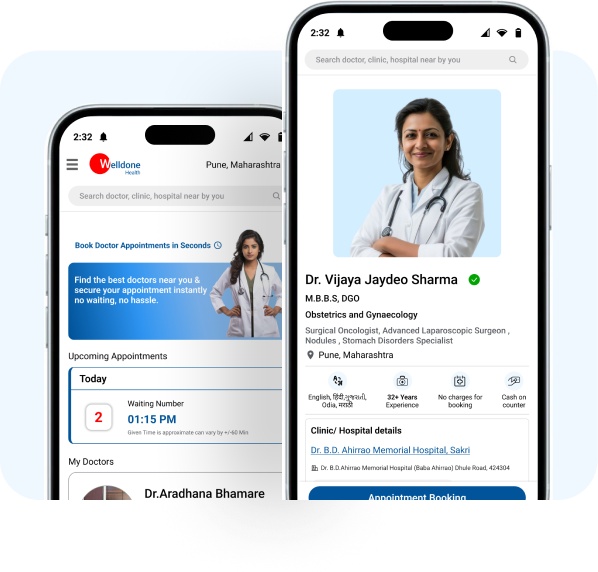 2:32
Welldone
Health
Pune, Maharashtra
Search doctor, clinic, hospital near by you
Book Doctor Appointments in Seconds
Find the best doctors near you &
secure your appointment instantly
no waiting, no hassle.
Upcoming Appointments
Today
2
Waiting Number
01:15 PM
Given Time is approximate can vary by +/-60 Min
My Doctors
Dr.Aradhana Bhamare
2:32
Search doctor, clinic, hospital near by you
Dr. Vijaya Jaydeo Sharma
M.B.B.S, DGO
Obstetrics and Gynaecology
Surgical Oncologist, Advanced Laparoscopic Surgeon ,
Nodules , Stomach Disorders Specialist
Pune, Maharashtra
English, हिंदी,ગુજરાતી,
Odia, मराठी
32+ Years
Experience
No charges for
booking
Cash on
counter
Clinic/ Hospital details
Dr. B.D. Ahirrao Memorial Hospital, Sakri
Dr. B.D.Ahirrao Memorial Hospital (Baba Ahirrao) Dhule Road, 424304
Appointment Booking